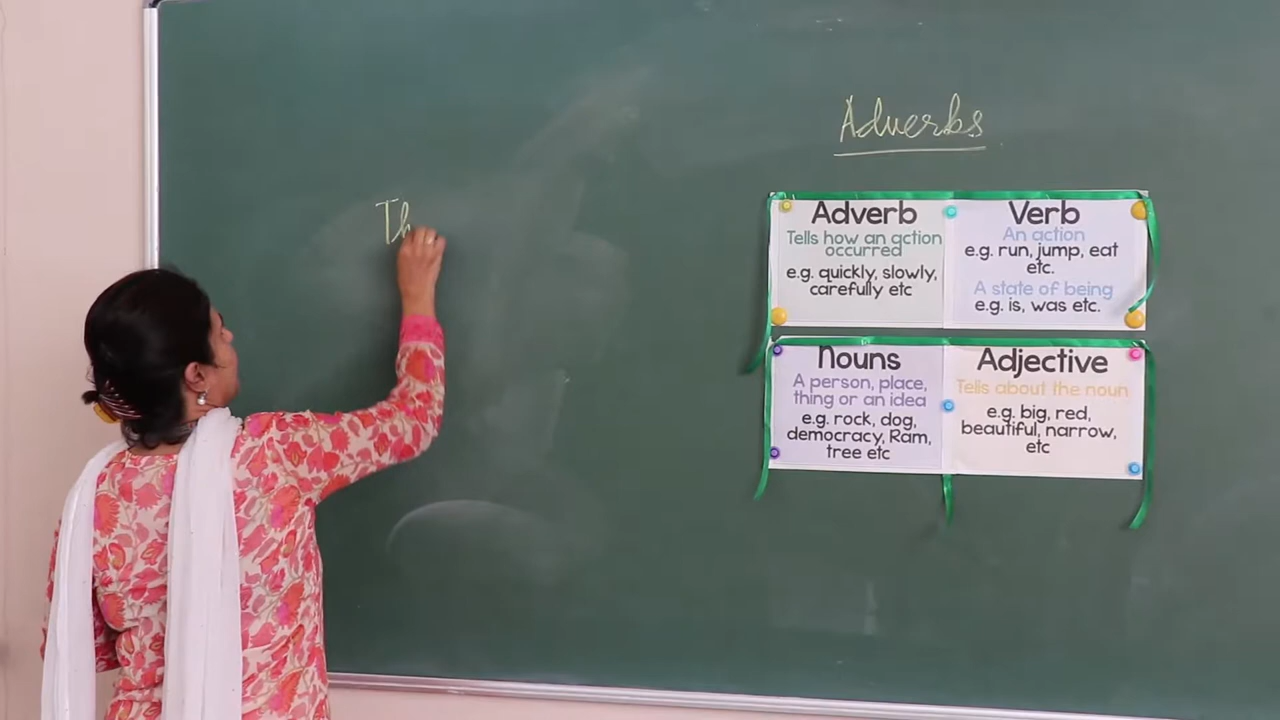 Adverbs
Th
Adverb
Tells how an action
occurred
e.g. quickly, slowly,
carefully etc
Verb
An action
e.g. run, jump, eat
etc.
A state of being
e.g. is, was etc.
Nouns
A person, place,
thing or an idea
e.g. rock, dog,
democracy, Ram,
tree etc
Adjective
Tells about the noun
e.g. big, red,
beautiful, narrow,
etc